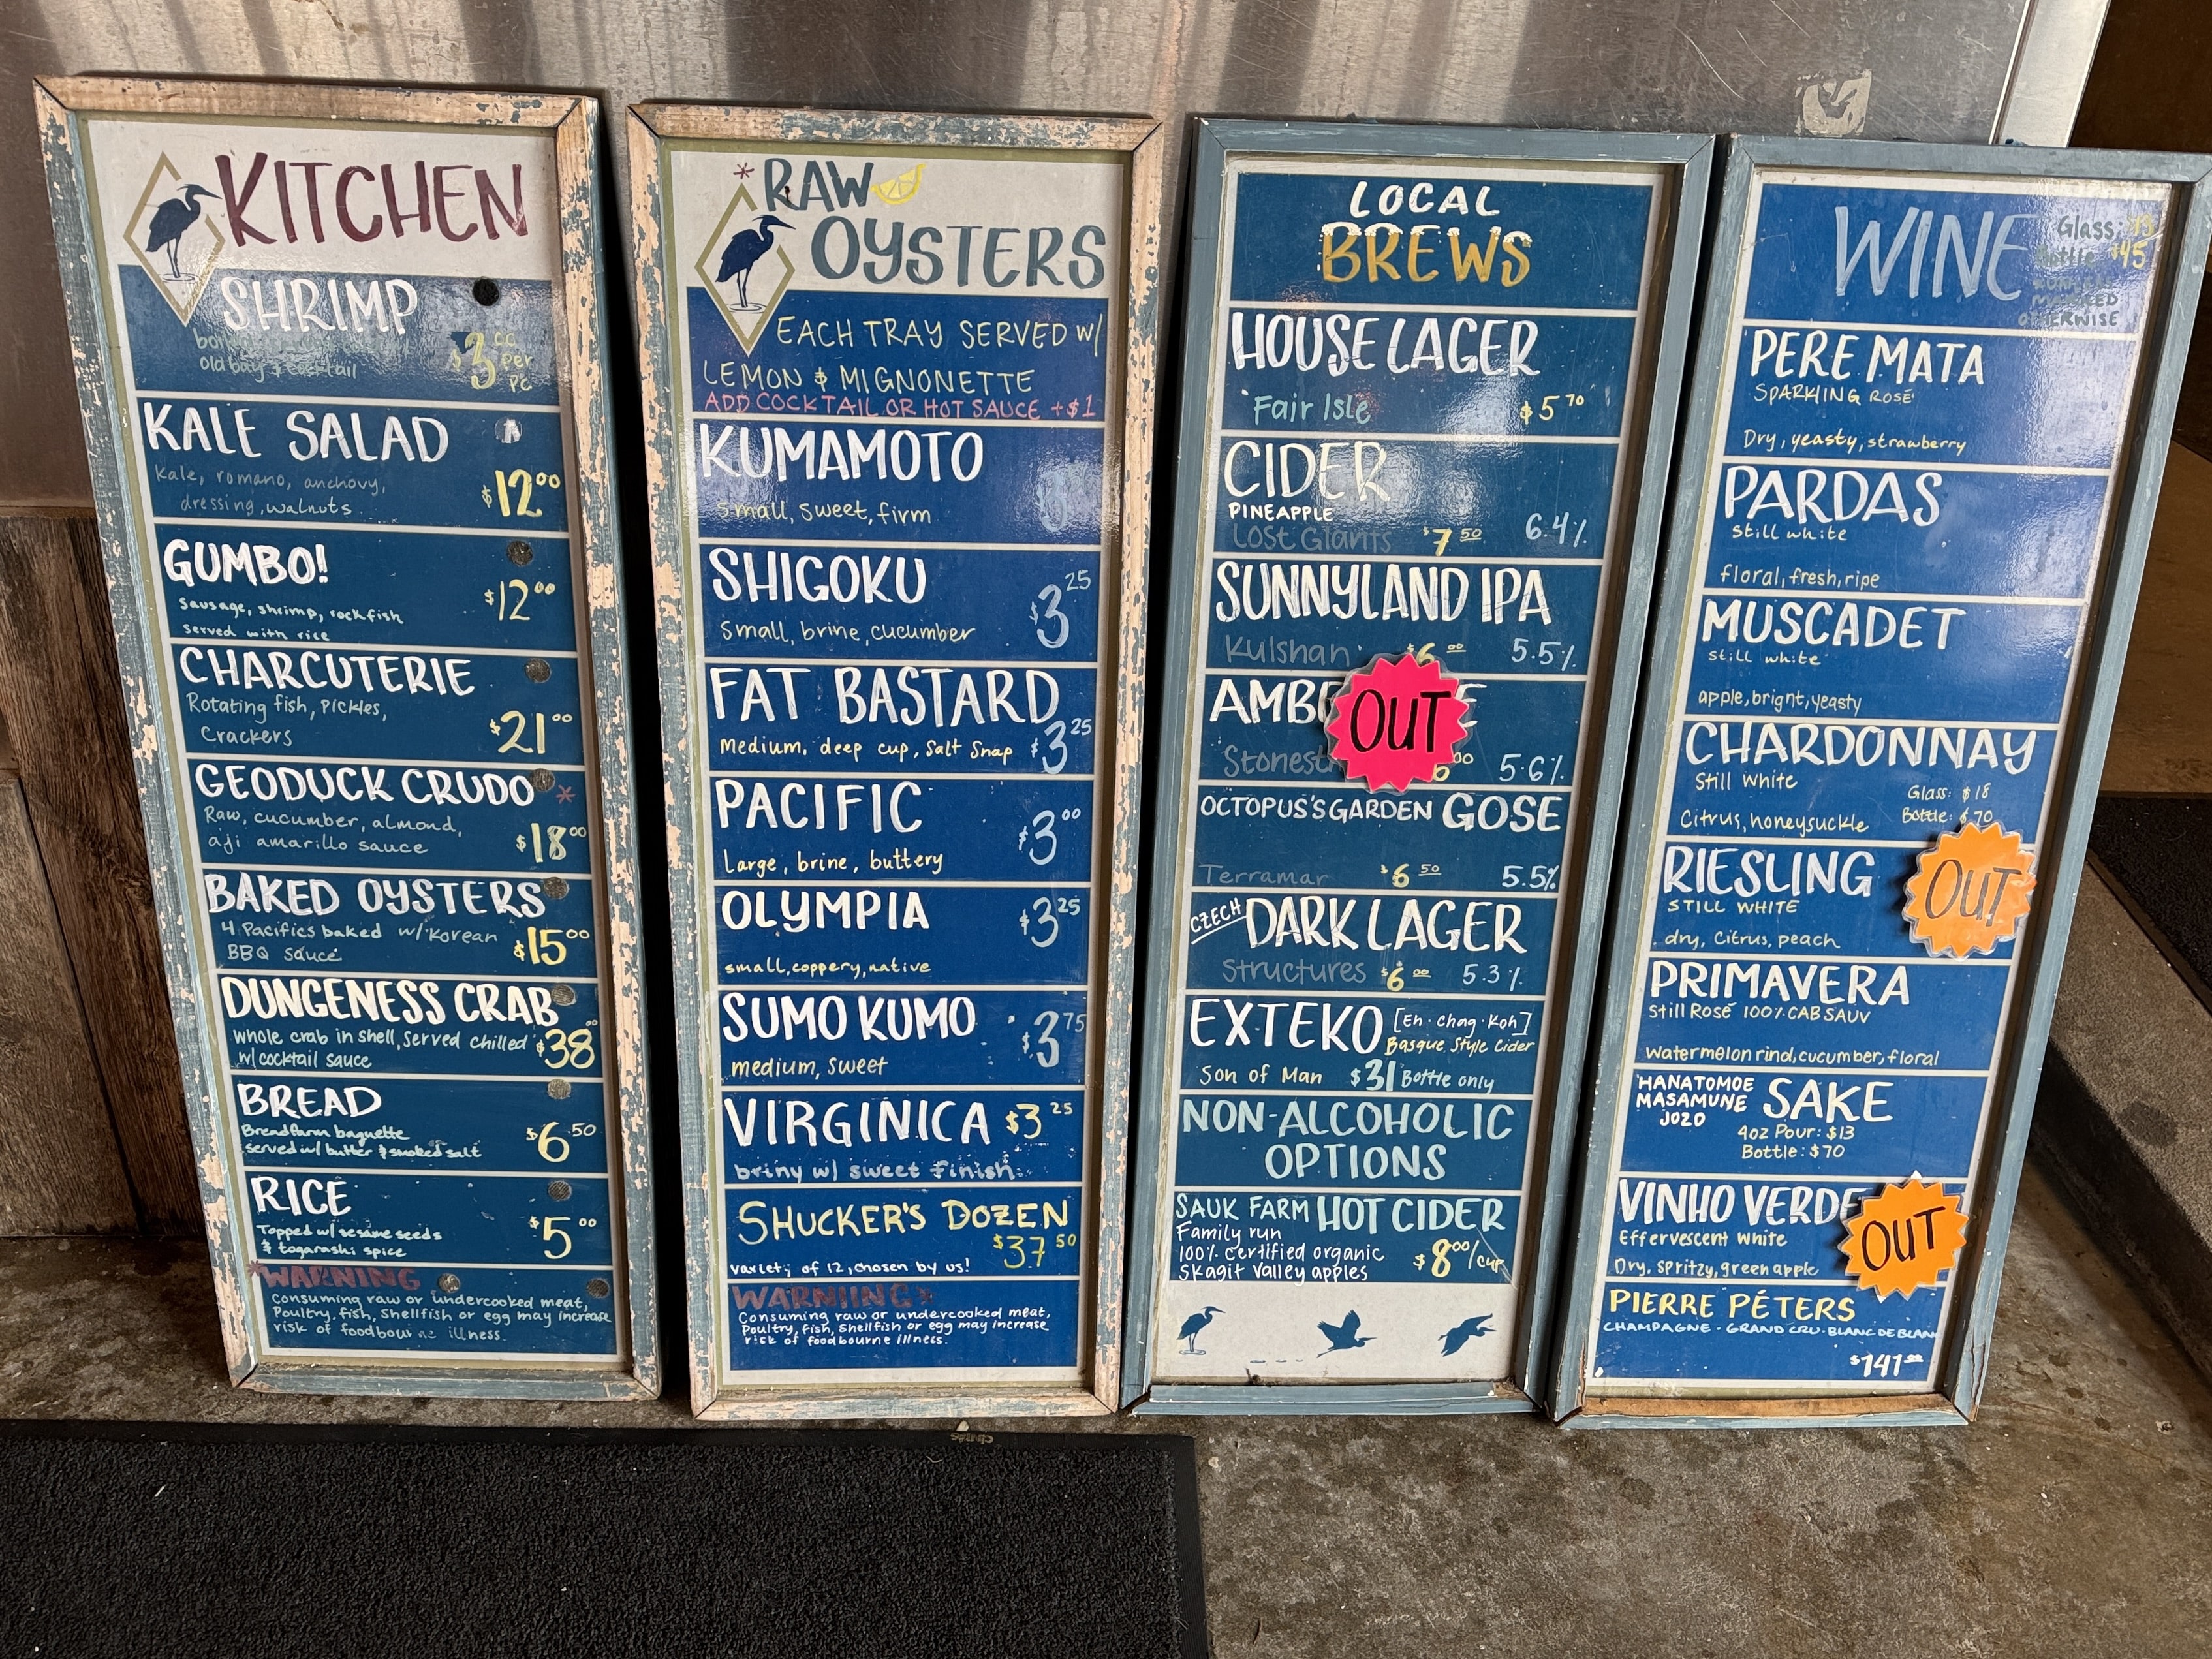 KITCHEN
SHRIMP
old bay & cocktail
$3.00 per pc
KALE SALAD
Kale, romano, anchovy,
dressing, walnuts
$12.00
GUMBO!
Sausage, shrimp, rockfish
served with rice
$12.00
CHARCUTERIE
Rotating fish, pickles,
Crackers
$21.00
GEODUCK CRUDO *
Raw, cucumber, almond,
aji amarillo sauce
$18.00
BAKED OYSTERS
4 Pacifics baked w/ Korean
BBQ sauce
$15.00
DUNGENESS CRAB
whole crab in shell, served chilled
w/ cocktail sauce
$38.00
BREAD
Breadfarm baguette
served w/ butter & smoked salt
$6.50
RICE
Topped w/ sesame seeds
& togarashi spice
$5.00
*WARNING
Consuming raw or undercooked meat,
Poultry, fish, shellfish or egg may increase
risk of foodbourne illness.
* RAW
OYSTERS
EACH TRAY SERVED W/
LEMON & MIGNONETTE
ADD COCKTAIL OR HOT SAUCE +$1
KUMAMOTO
Small, sweet, firm
SHIGOKU
Small, brine, cucumber
$3.25
FAT BASTARD
Medium, deep cup, Salt Snap
$3.25
PACIFIC
Large, brine, buttery
$3.00
OLYMPIA
$3.25
small, coppery, native
SUMO KUMO
medium, sweet
$3.75
VIRGINICA $3.25
briny w/ sweet finish.
SHUCKER'S DOZEN
$37.50
variety of 12, chosen by us!
WARNIING:
Consuming raw or undercooked meat,
Poultry, fish, shellfish or egg may increase
risk of foodbourne illness.
LOCAL
BREWS
HOUSE LAGER
Fair Isle $5.70
CIDER
PINEAPPLE
Lost Giants $7.50 6.4%
SUNNYLAND IPA
Kulshan $6.00 5.5%
OUT
5.6%
OCTOPUS'S GARDEN GOSE
Terramar $6.50 5.5%
CZECH DARK LAGER
Structures $6.00 5.3%
EXTEKO [Eh·chag·Koh]
Basque Style Cider
Son of Man $31 Bottle only
NON-ALCOHOLIC
OPTIONS
SAUK FARM HOT CIDER
Family run
100% certified organic
Skagit Valley apples
$8.00/cup
WINE
Glass: $13
Bottle $45
MARKED
OTHERWISE
PERE MATA
SPARKLING ROSÉ
Dry, yeasty, strawberry
PARDAS
still white
floral, fresh, ripe
MUSCADET
still white
apple, bright, yeasty
CHARDONNAY
Still white
Citrus, honeysuckle
Glass: $18
Bottle: $70
RIESLING
STILL WHITE
dry, Citrus, peach
OUT
PRIMAVERA
Still Rosé 100% CAB SAUV
watermelon rind, cucumber, floral
HANATOMOE
MASAMUNE
JOZO
SAKE
4oz Pour: $13
Bottle: $70
VINHO VERDE
Effervescent white
Dry, Spritzy, green apple
OUT
PIERRE PÉTERS
CHAMPAGNE - GRAND CRU - BLANC DE BLANC
$141.00